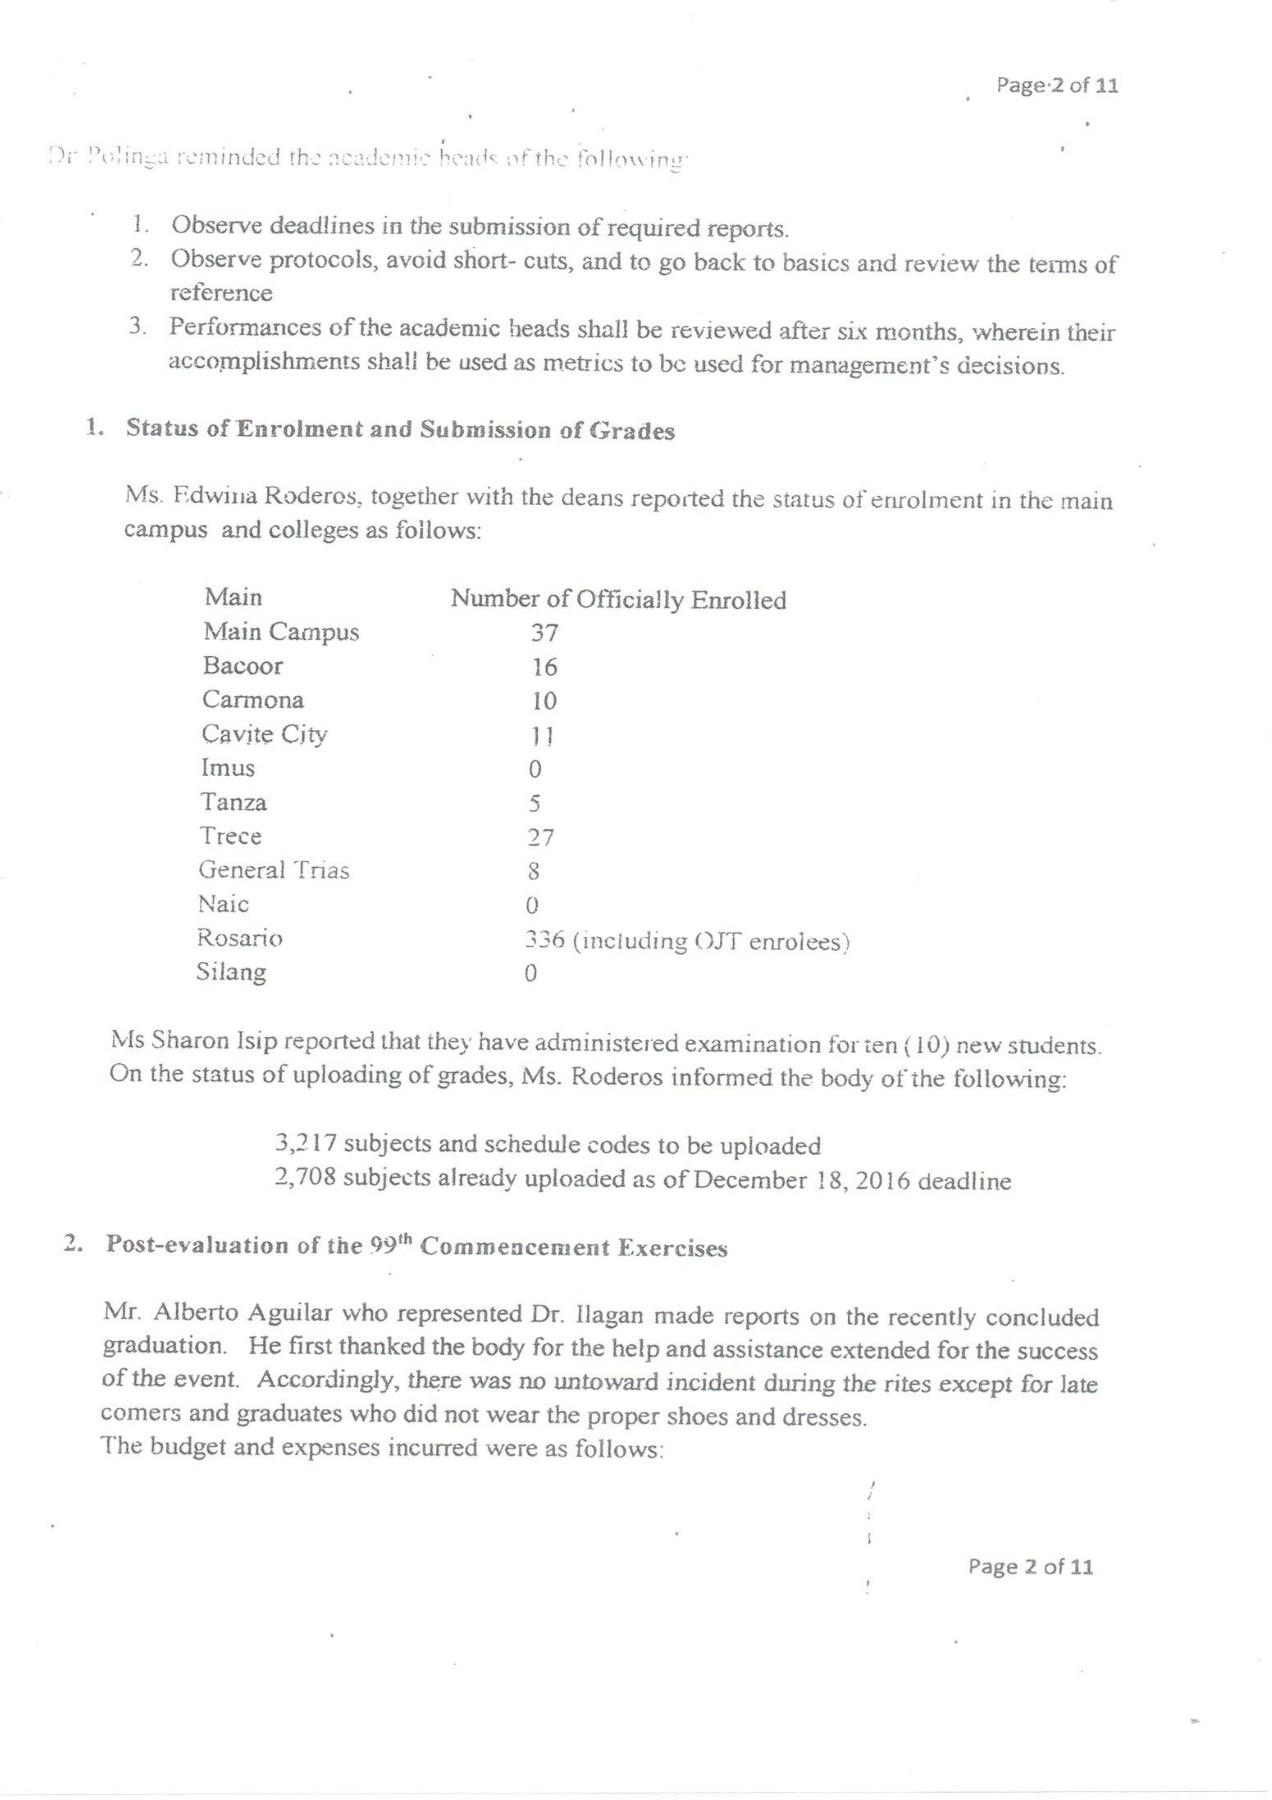 Page 2 of 11
Dr Polinga reminded the academic heads of the following:
1. Observe deadlines in the submission of required reports.
2. Observe protocols, avoid short- cuts, and to go back to basics and review the terms of
reference
3. Performances of the academic heads shall be reviewed after six months, wherein their
accomplishments shall be used as metrics to be used for management's decisions.
1. Status of Enrolment and Submission of Grades
Ms. Edwina Roderos, together with the deans reported the status of enrolment in the main
campus and colleges as follows:
Main Number of Officially Enrolled
Main Campus 37
Bacoor 16
Carmona 10
Cavite City 11
Imus 0
Tanza 5
Trece 27
General Trias 8
Naic 0
Rosario 336 (including OJT enrolees)
Silang 0
Ms Sharon Isip reported that they have administered examination for ten (10) new students.
On the status of uploading of grades, Ms. Roderos informed the body of the following:
3,217 subjects and schedule codes to be uploaded
2,708 subjects already uploaded as of December 18, 2016 deadline
2. Post-evaluation of the 99th Commencement Exercises
Mr. Alberto Aguilar who represented Dr. Ilagan made reports on the recently concluded
graduation. He first thanked the body for the help and assistance extended for the success
of the event. Accordingly, there was no untoward incident during the rites except for late
comers and graduates who did not wear the proper shoes and dresses.
The budget and expenses incurred were as follows:
Page 2 of 11